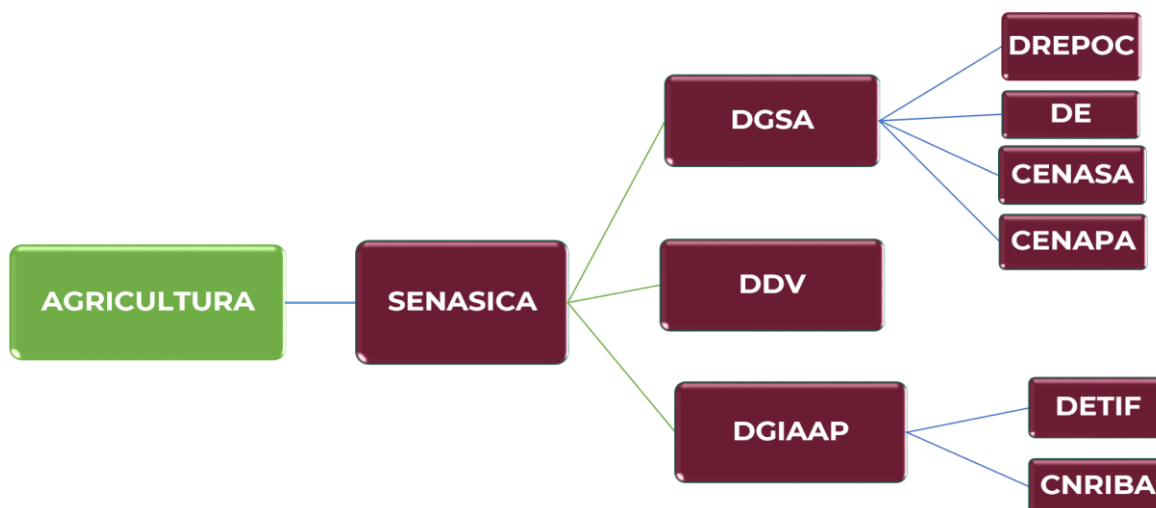 AGRICULTURA
SENASICA
DGSA
DREPOC
DE
CENASA
CENAPA
DDV
DGIAAP
DETIF
CNRIBA